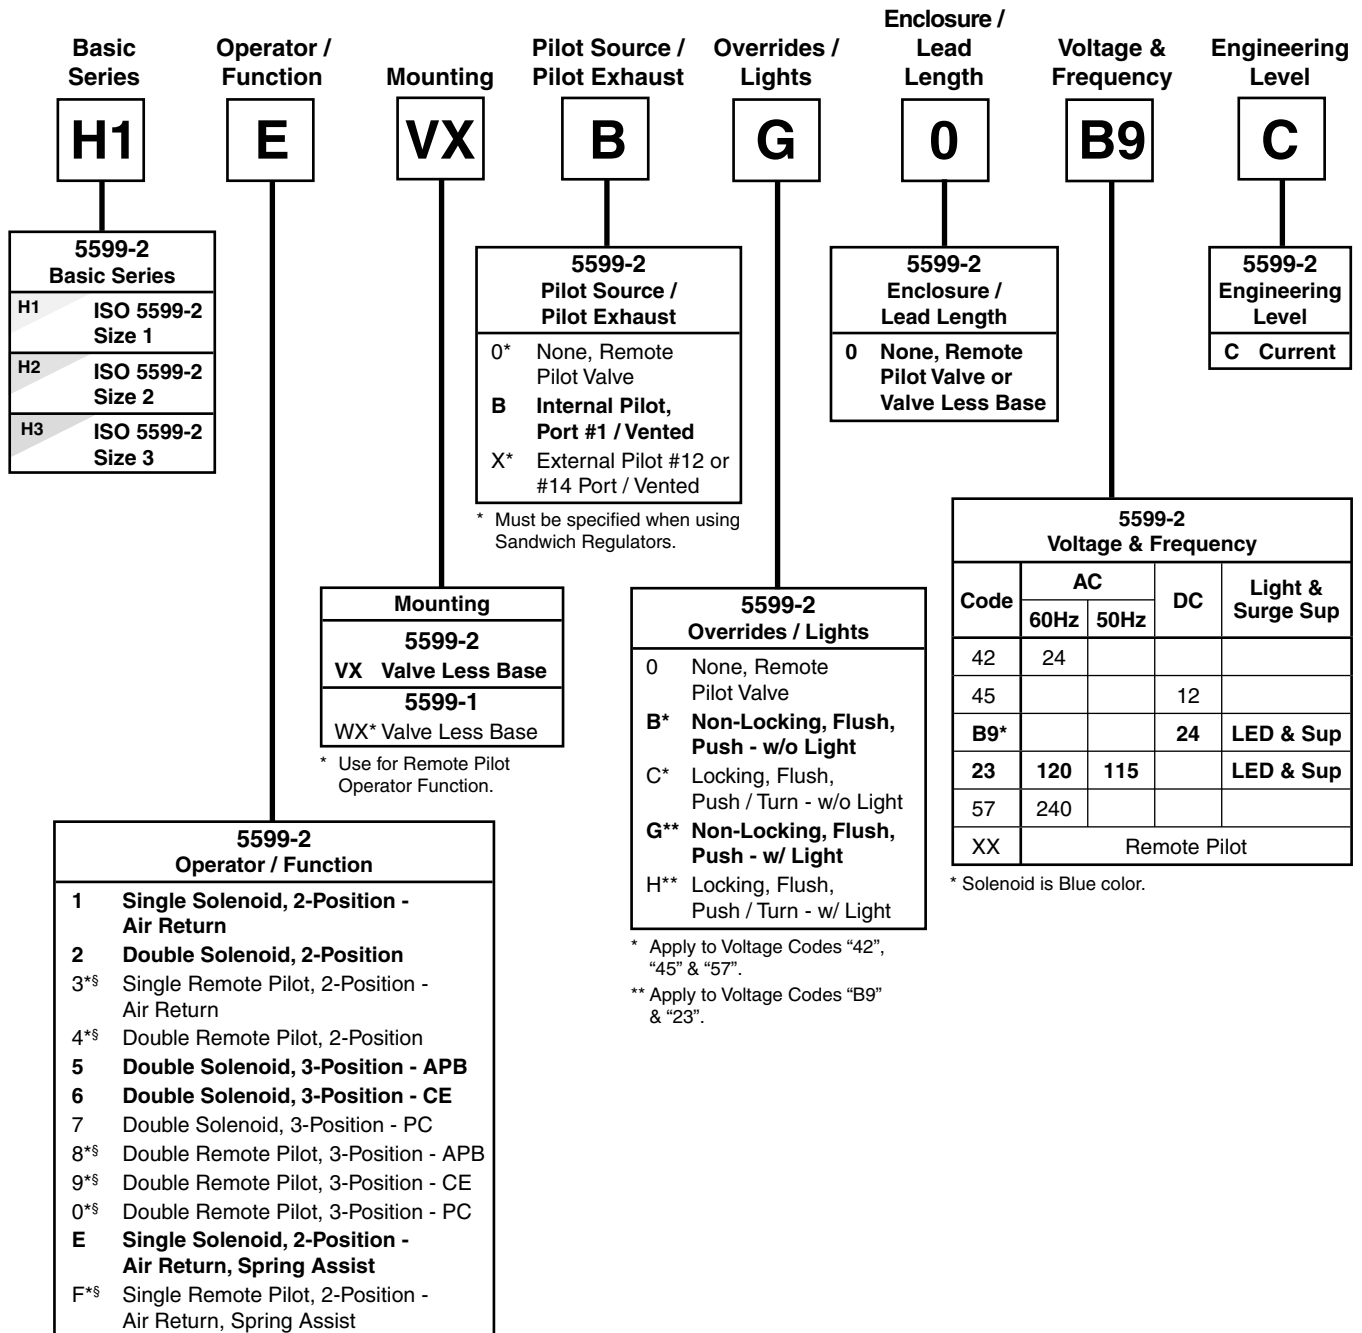 Basic
Series
Operator /
Function
Mounting
Pilot Source /
Pilot Exhaust
Overrides /
Lights
Enclosure /
Lead
Length
Voltage &
Frequency
Engineering
Level
H1
E
VX
B
G
0
B9
C
5599-2
Basic Series
H1 ISO 5599-2
Size 1
H2 ISO 5599-2
Size 2
H3 ISO 5599-2
Size 3
5599-2
Pilot Source /
Pilot Exhaust
0* None, Remote
Pilot Valve
B Internal Pilot,
Port #1 / Vented
X* External Pilot #12 or
#14 Port / Vented
* Must be specified when using
Sandwich Regulators.
5599-2
Enclosure /
Lead Length
0 None, Remote
Pilot Valve or
Valve Less Base
5599-2
Engineering
Level
C Current
Mounting
5599-2
VX Valve Less Base
5599-1
WX* Valve Less Base
* Use for Remote Pilot
Operator Function.
5599-2
Overrides / Lights
0 None, Remote
Pilot Valve
B* Non-Locking, Flush,
Push - w/o Light
C* Locking, Flush,
Push / Turn - w/o Light
G** Non-Locking, Flush,
Push - w/ Light
H** Locking, Flush,
Push / Turn - w/ Light
* Apply to Voltage Codes “42”,
“45” & “57”.
** Apply to Voltage Codes “B9”
& “23”.
5599-2
Voltage & Frequency
Code AC DC Light &
Surge Sup
60Hz 50Hz
42 24
45 12
B9* 24 LED & Sup
23 120 115 LED & Sup
57 240
XX Remote Pilot
* Solenoid is Blue color.
5599-2
Operator / Function
1 Single Solenoid, 2-Position -
Air Return
2 Double Solenoid, 2-Position
3*§ Single Remote Pilot, 2-Position -
Air Return
4*§ Double Remote Pilot, 2-Position
5 Double Solenoid, 3-Position - APB
6 Double Solenoid, 3-Position - CE
7 Double Solenoid, 3-Position - PC
8*§ Double Remote Pilot, 3-Position - APB
9*§ Double Remote Pilot, 3-Position - CE
0*§ Double Remote Pilot, 3-Position - PC
E Single Solenoid, 2-Position -
Air Return, Spring Assist
F*§ Single Remote Pilot, 2-Position -
Air Return, Spring Assist